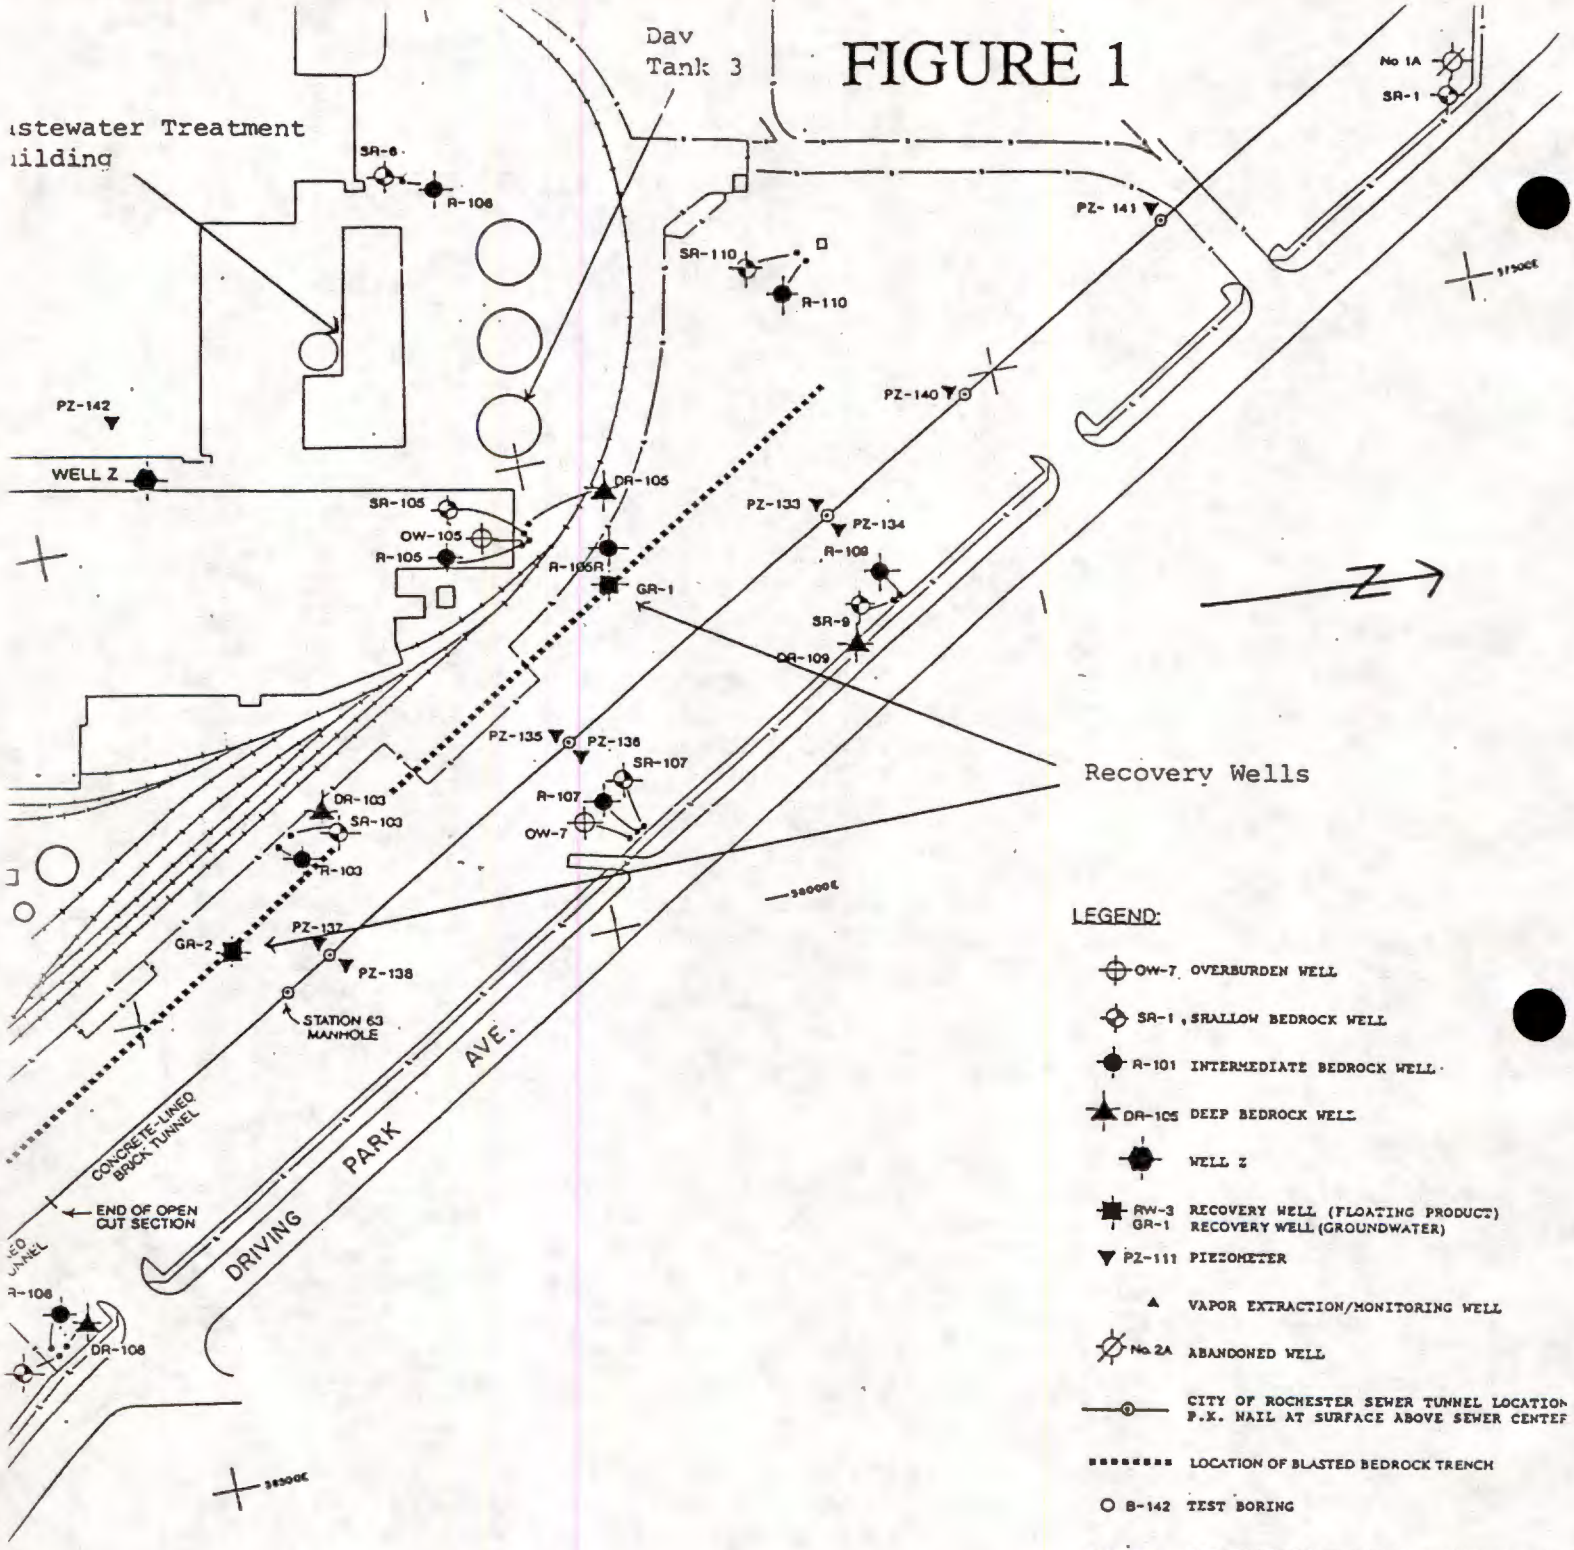 FIGURE 1
Dav
Tank 3
No 1A
SR-1
Treatment
SR-6
R-106
PZ-141
SR-110
R-110
57500E
PZ-142
PZ-140
WELL Z
DR-105
SR-105
OW-105
R-105
R-105R
GR-1
PZ-133
PZ-134
R-109
SR-9
DR-109
Z
PZ-135
PZ-136
SR-107
R-107
OW-7
Recovery Wells
DR-103
SR-103
R-103
58000E
GR-2
PZ-137
PZ-138
STATION 63
MANHOLE
CONCRETE-LINED
BRICK TUNNEL
END OF OPEN
CUT SECTION
DRIVING PARK AVE.
DR-108
58500E
LEGEND:
OW-7 OVERBURDEN WELL
SR-1, SHALLOW BEDROCK WELL
R-101 INTERMEDIATE BEDROCK WELL
DR-105 DEEP BEDROCK WELL
WELL Z
RW-3 RECOVERY WELL (FLOATING PRODUCT)
GR-1 RECOVERY WELL (GROUNDWATER)
PZ-111 PIEZOMETER
VAPOR EXTRACTION/MONITORING WELL
No. 2A ABANDONED WELL
CITY OF ROCHESTER SEWER TUNNEL LOCATION
P.K. NAIL AT SURFACE ABOVE SEWER
LOCATION OF BLASTED BEDROCK TRENCH
B-142 TEST BORING